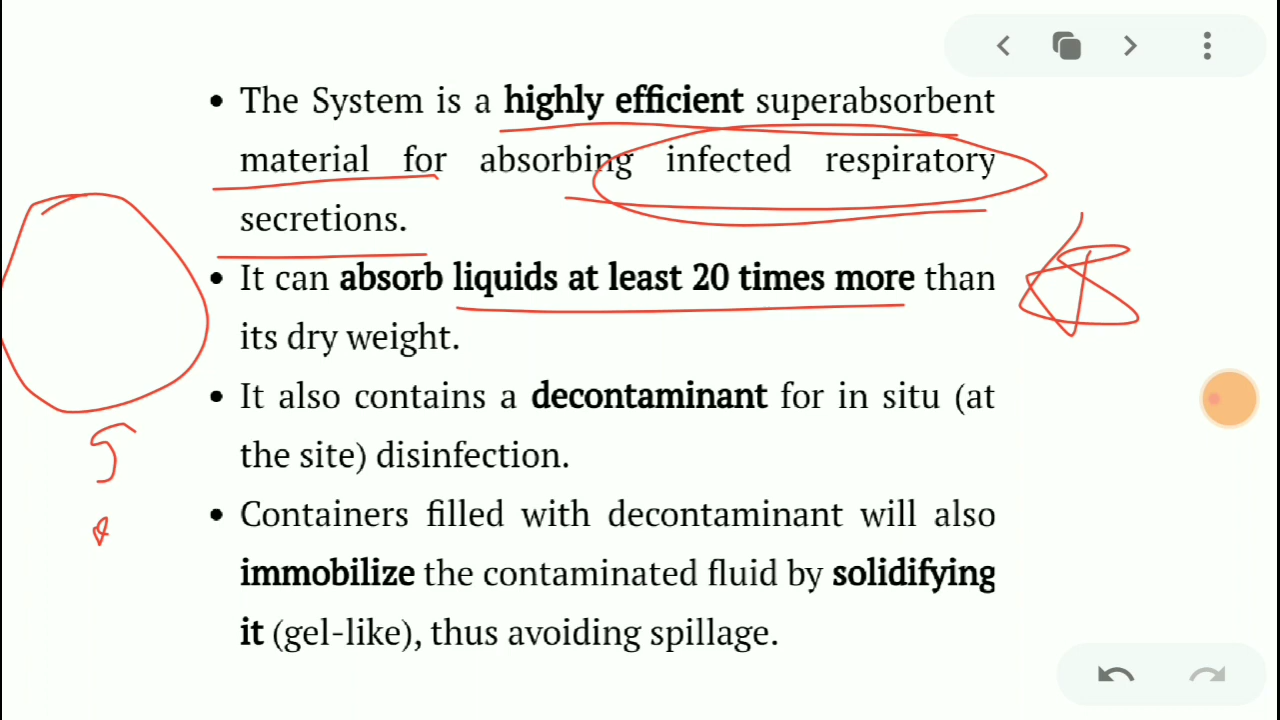 • The System is a highly efficient superabsorbent
material for absorbing infected respiratory
secretions.
• It can absorb liquids at least 20 times more than
its dry weight.
• It also contains a decontaminant for in situ (at
the site) disinfection.
• Containers filled with decontaminant will also
immobilize the contaminated fluid by solidifying
it (gel-like), thus avoiding spillage.